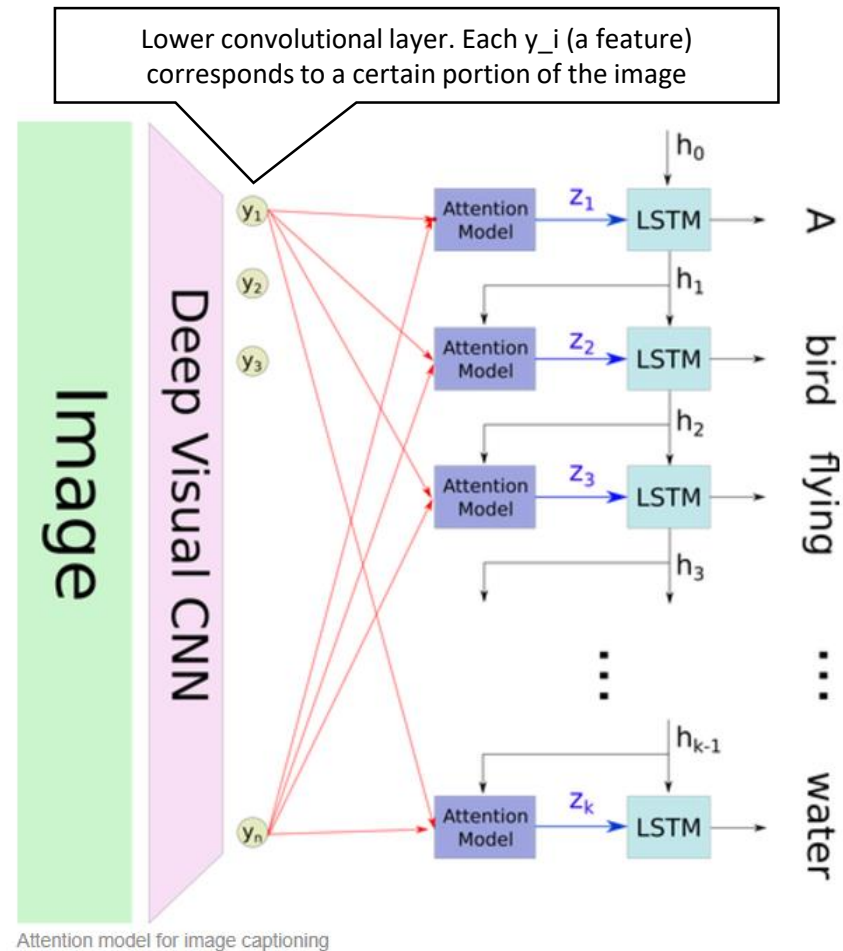 Lower convolutional layer. Each y_i (a feature)
corresponds to a certain portion of the image
Image
Deep Visual CNN
y₁
y₂
y₃
yₙ
h₀
Attention
Model
z₁
LSTM
A
h₁
Attention
Model
z₂
LSTM
bird
h₂
Attention
Model
z₃
LSTM
flying
h₃
...
...
hₖ₋₁
Attention
Model
zₖ
LSTM
water
Attention model for image captioning